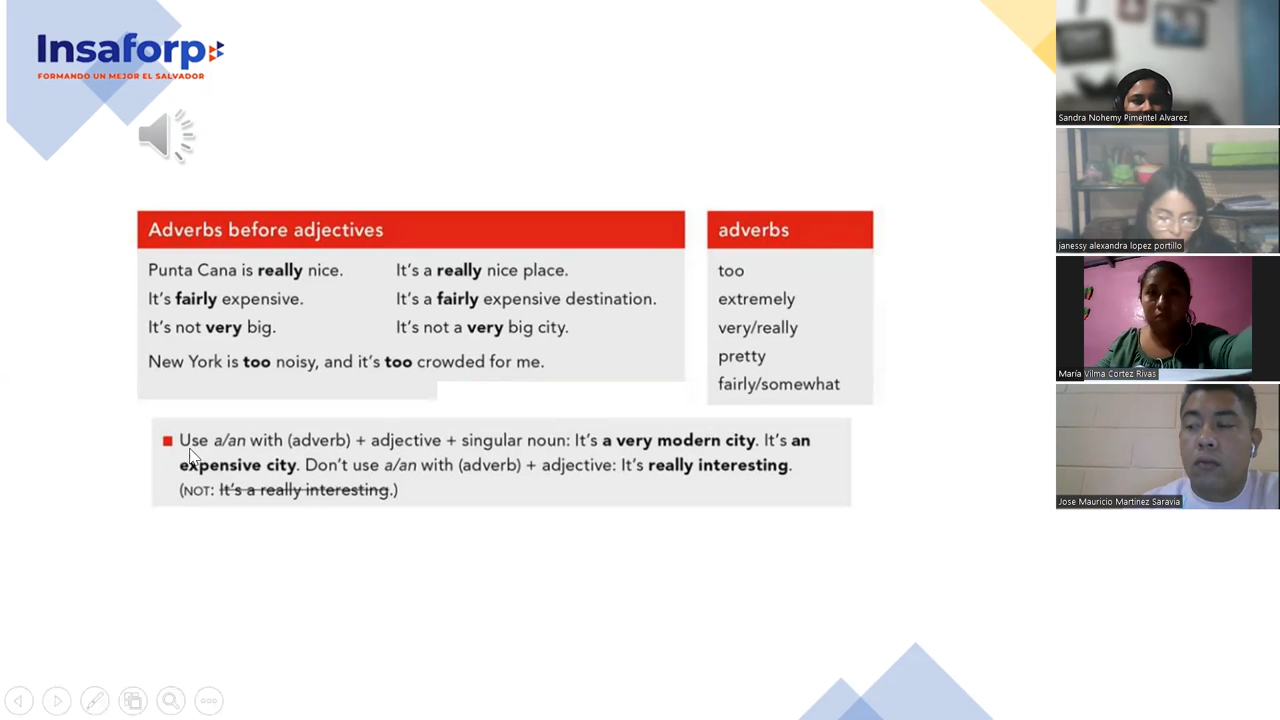 Insaforp
FORMANDO UN MEJOR EL SALVADOR
Adverbs before adjectives
Punta Cana is really nice. It's a really nice place.
It's fairly expensive. It's a fairly expensive destination.
It's not very big. It's not a very big city.
New York is too noisy, and it's too crowded for me.
adverbs
too
extremely
very/really
pretty
fairly/somewhat
Use a/an with (adverb) + adjective + singular noun: It's a very modern city. It's an
expensive city. Don't use a/an with (adverb) + adjective: It's really interesting.
(NOT: It's a really interesting.)
Sandra Nohemy Pimentel Alvarez
janessy alexandra lopez portillo
María Vilma Cortez Rivas
Jose Mauricio Martinez Saravia